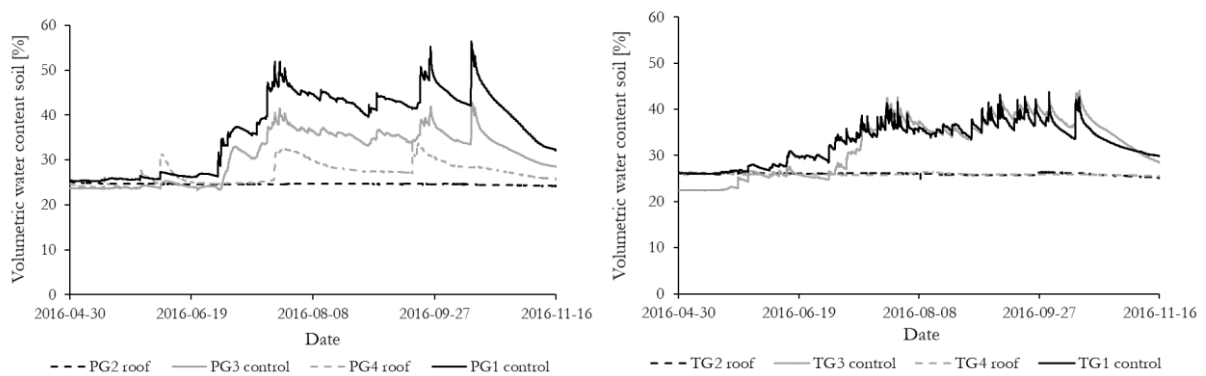 Volumetric water content soil [%]
60
50
40
30
20
10
0
2016-04-30 2016-06-19 2016-08-08 2016-09-27 2016-11-16
Date
PG2 roof PG3 control PG4 roof PG1 control
Volumetric water content soil [%]
60
50
40
30
20
10
0
2016-04-30 2016-06-19 2016-08-08 2016-09-27 2016-11-16
Date
TG2 roof TG3 control TG4 roof TG1 control